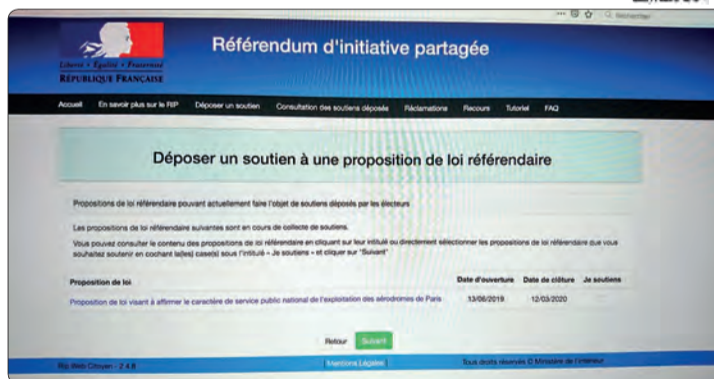 Rechercher
Référendum d'initiative partagée
Liberté • Égalité • Fraternité
RÉPUBLIQUE FRANÇAISE
Accueil En savoir plus sur le RIP Déposer un soutien Consultation des soutiens déposés Réclamations Recours Tutoriel FAQ
Déposer un soutien à une proposition de loi référendaire
Propositions de loi référendaire pouvant actuellement faire l'objet de soutiens déposés par les électeurs
Les propositions de loi référendaire suivantes sont en cours de collecte de soutiens.
Vous pouvez consulter le contenu des propositions de loi référendaire en cliquant sur leur intitulé ou directement sélectionner les propositions de loi référendaire que vous
souhaitez soutenir en cochant la(les) case(s) sous l'intitulé « Je soutiens » et cliquer sur "Suivant"
Proposition de loi Date d'ouverture Date de clôture Je soutiens
Proposition de loi visant à affirmer le caractère de service public national de l'exploitation des aérodromes de Paris 13/06/2019 12/03/2020
Retour Suivant
Rip Web Citoyen - 2.4.8 | Mentions Légales | Tous droits réservés © Ministère de l'intérieur